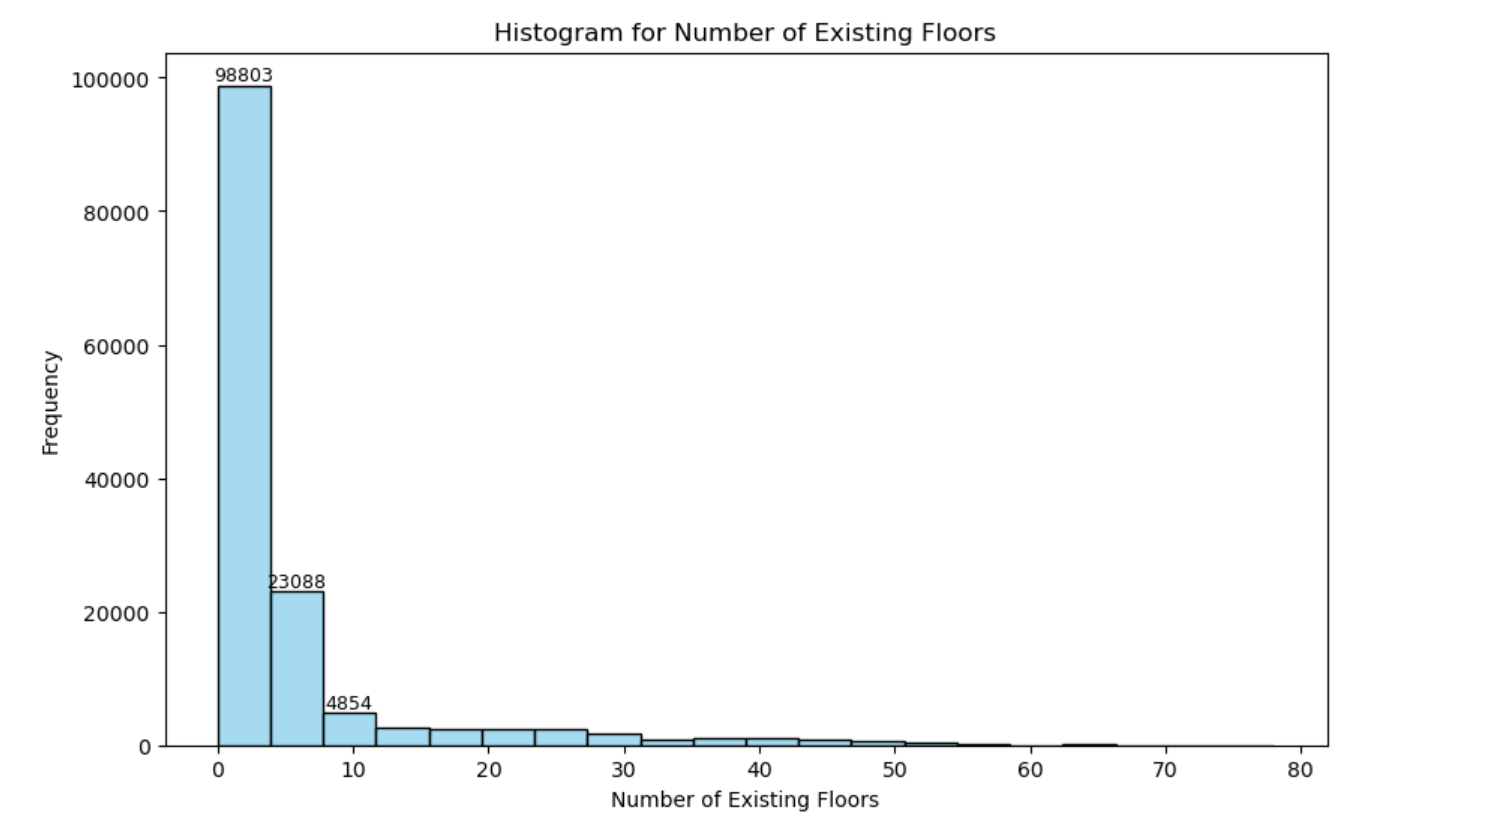 Histogram for Number of Existing Floors
98803
23088
4854
100000
80000
60000
40000
20000
0
Frequency
0 10 20 30 40 50 60 70 80
Number of Existing Floors